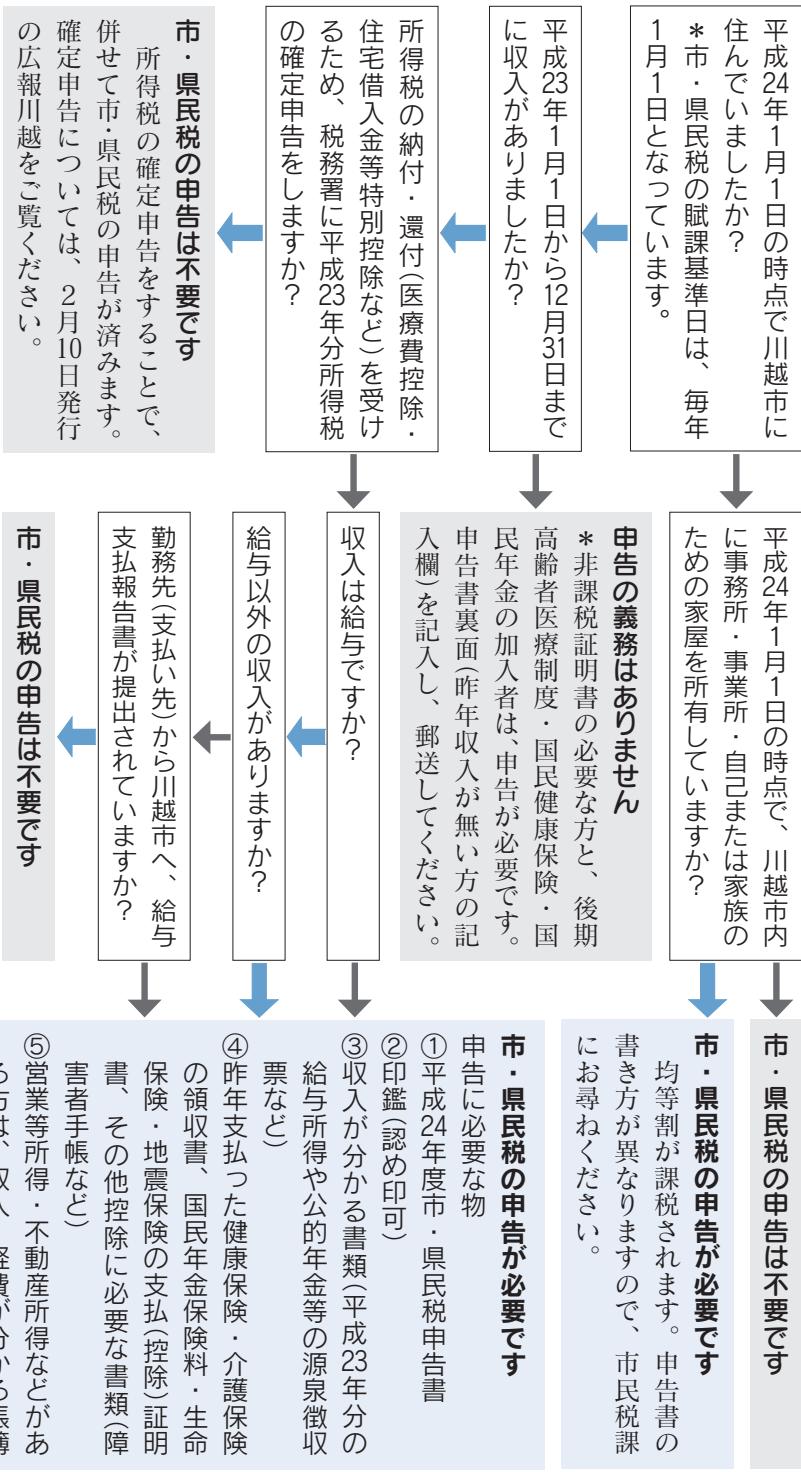 平成24年1月1日の時点で川越市に
住んでいましたか?
*市・県民税の賦課基準日は、毎年
1月1日となっています。
平成23年1月1日から12月31日まで
に収入がありましたか?
所得税の納付・還付(医療費控除・
住宅借入金等特別控除など)を受け
るため、税務署に平成23年分所得税
の確定申告をしますか?
市・県民税の申告は不要です
所得税の確定申告をすることで、
併せて市・県民税の申告が済みます。
確定申告については、2月10日発行
の広報川越をご覧ください。
平成24年1月1日の時点で、川越市内
に事務所・事業所・自己または家族の
ための家屋を所有していますか?
申告の義務はありません
*非課税証明書の必要な方と、後期
高齢者医療制度・国民健康保険・国
民年金の加入者は、申告が必要です。
申告書裏面(昨年収入が無い方の記
入欄)を記入し、郵送してください。
収入は給与ですか?
給与以外の収入がありますか?
勤務先(支払い先)から川越市へ、給与
支払報告書が提出されていますか?
市・県民税の申告は不要です
市・県民税の申告は不要です
市・県民税の申告が必要です
均等割が課税されます。申告書の
書き方が異なりますので、市民税課
にお尋ねください。
市・県民税の申告が必要です
申告に必要な物
①平成24年度市・県民税申告書
②印鑑(認め印可)
③収入が分かる書類(平成23年分の
給与所得や公的年金等の源泉徴収
票など)
④昨年支払った健康保険・介護保険
の領収書、国民年金保険料・生命
保険・地震保険の支払(控除)証明
書、その他控除に必要な書類(障
害者手帳など)
⑤営業等所得・不動産所得などがあ
る方は、収入・経費が分かる帳簿